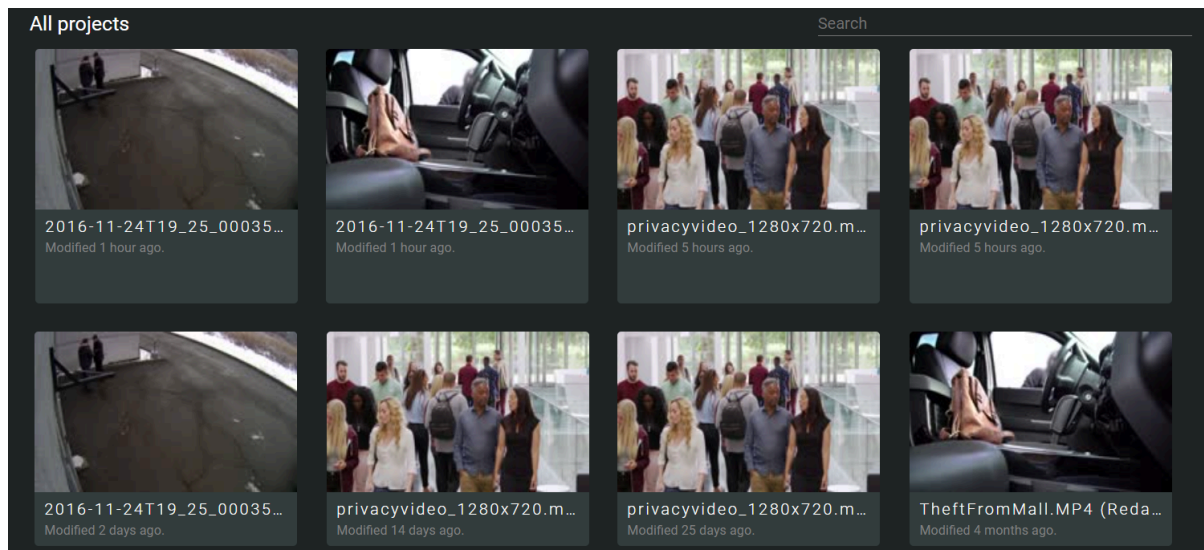 All projects
Search
2016-11-24T19_25_00035...
Modified 1 hour ago.
2016-11-24T19_25_00035...
Modified 1 hour ago.
privacyvideo_1280x720.m...
Modified 5 hours ago.
privacyvideo_1280x720.m...
Modified 5 hours ago.
2016-11-24T19_25_00035...
Modified 2 days ago.
privacyvideo_1280x720.m...
Modified 14 days ago.
privacyvideo_1280x720.m...
Modified 25 days ago.
TheftFromMall.MP4 (Reda...
Modified 4 months ago.